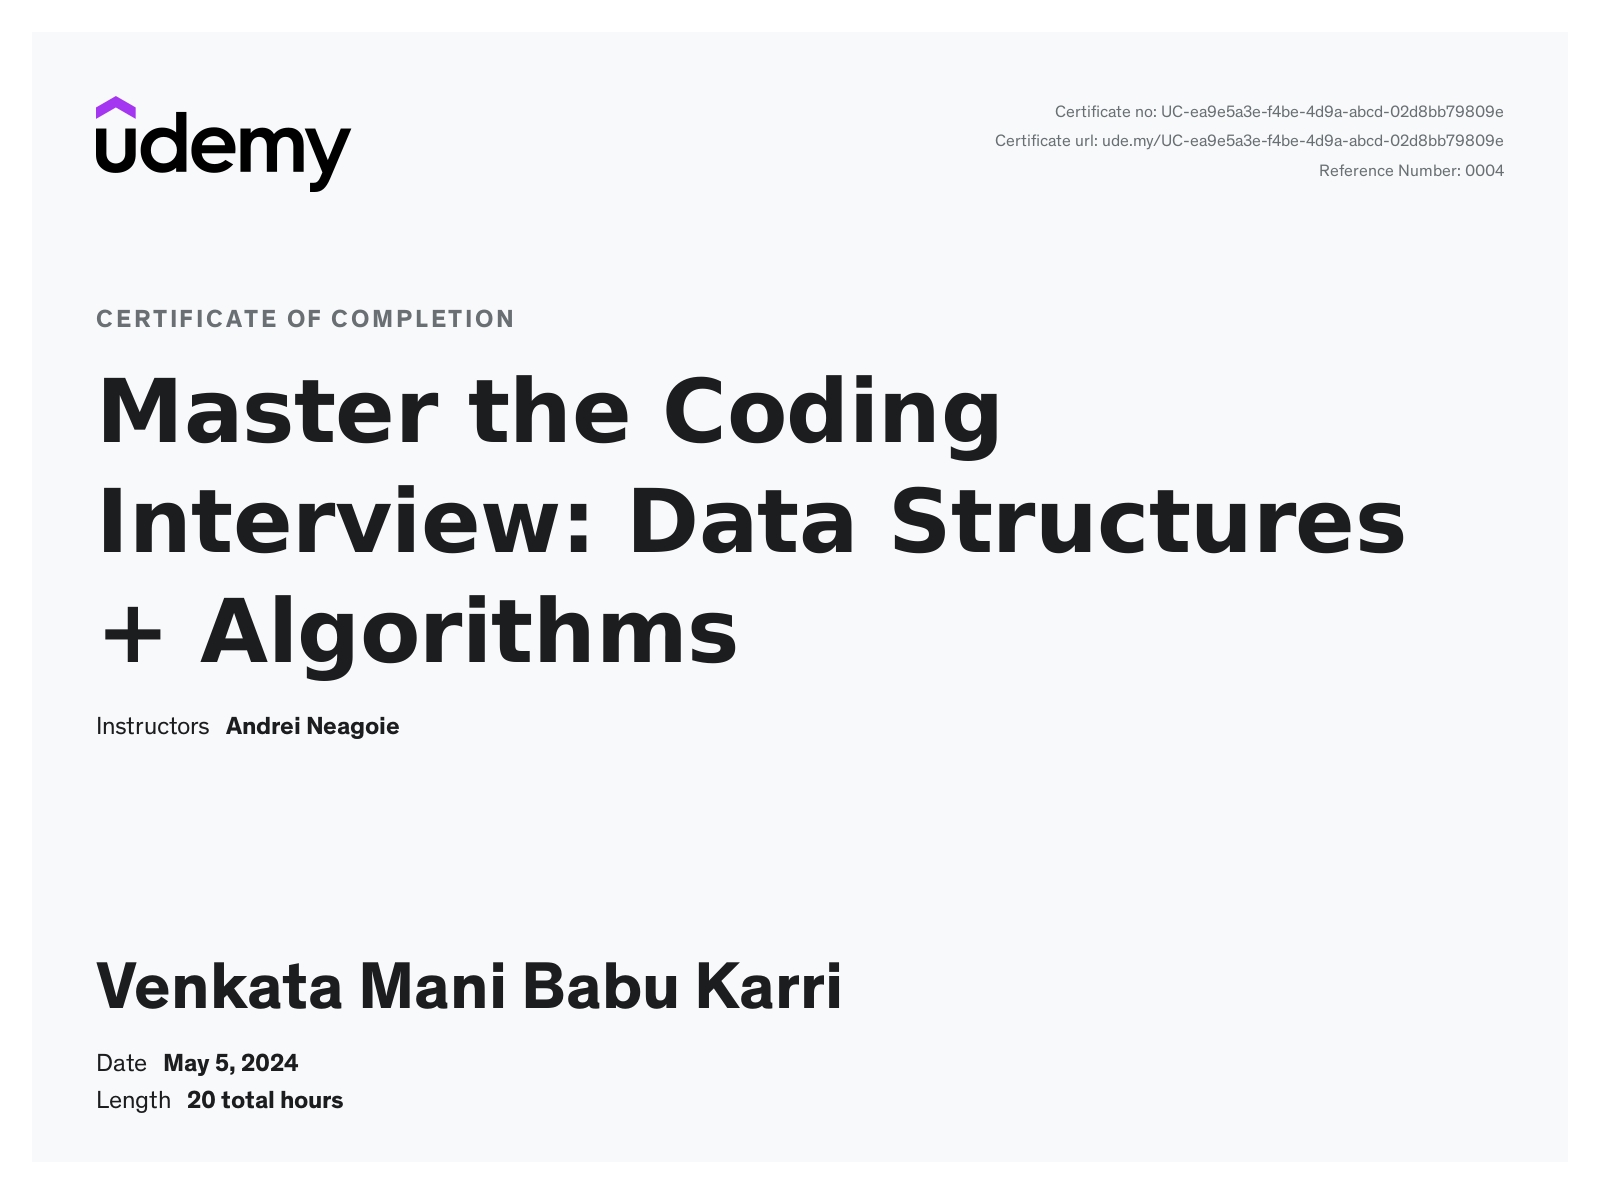 udemy
Certificate no: UC-ea9e5a3e-f4be-4d9a-abcd-02d8bb79809e
Certificate url: ude.my/UC-ea9e5a3e-f4be-4d9a-abcd-02d8bb79809e
Reference Number: 0004
CERTIFICATE OF COMPLETION
Master the Coding
Interview: Data Structures
+ Algorithms
Instructors Andrei Neagoie
Venkata Mani Babu Karri
Date May 5, 2024
Length 20 total hours